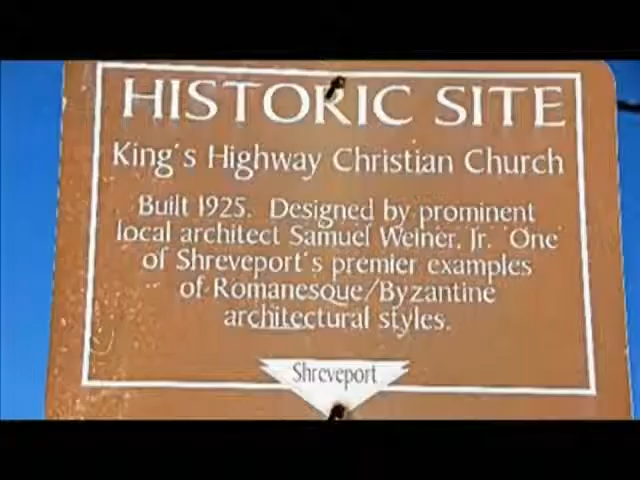 HISTORIC SITE
King's Highway Christian Church
Built 1925. Designed by prominent
local architect Samuel Weiner, Jr. One
of Shreveport's premier examples
of Romanesque/Byzantine
architectural styles.
Shreveport